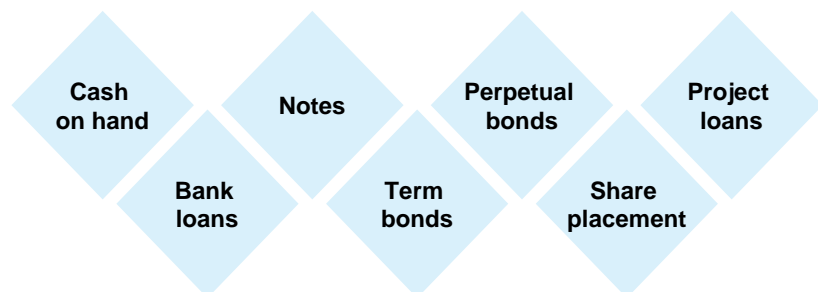 Cash
on hand
Bank
loans
Notes
Term
bonds
Perpetual
bonds
Share
placement
Project
loans